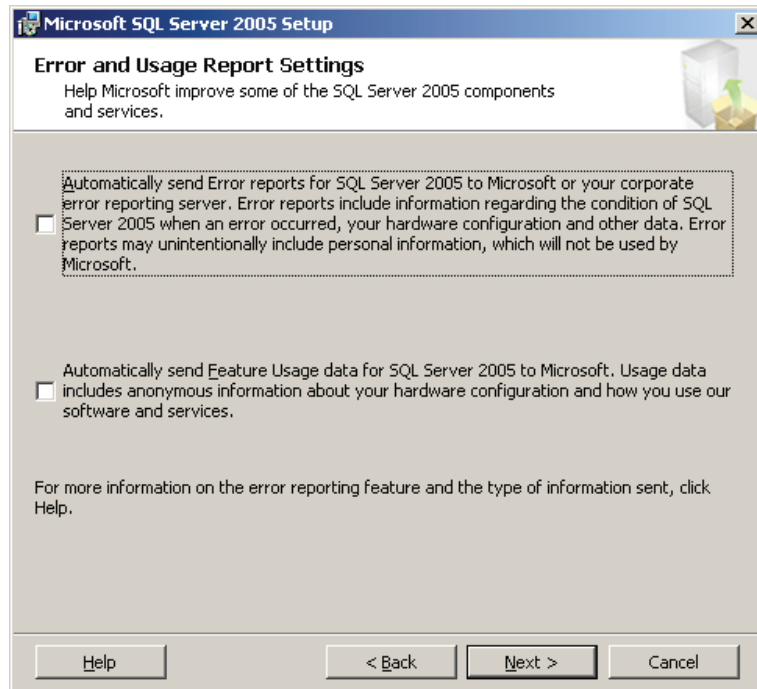 Microsoft SQL Server 2005 Setup
Error and Usage Report Settings
Help Microsoft improve some of the SQL Server 2005 components
and services.
Automatically send Error reports for SQL Server 2005 to Microsoft or your corporate
error reporting server. Error reports include information regarding the condition of SQL
Server 2005 when an error occurred, your hardware configuration and other data. Error
reports may unintentionally include personal information, which will not be used by
Microsoft.
Automatically send Feature Usage data for SQL Server 2005 to Microsoft. Usage data
includes anonymous information about your hardware configuration and how you use our
software and services.
For more information on the error reporting feature and the type of information sent, click
Help.
Help
< Back
Next >
Cancel